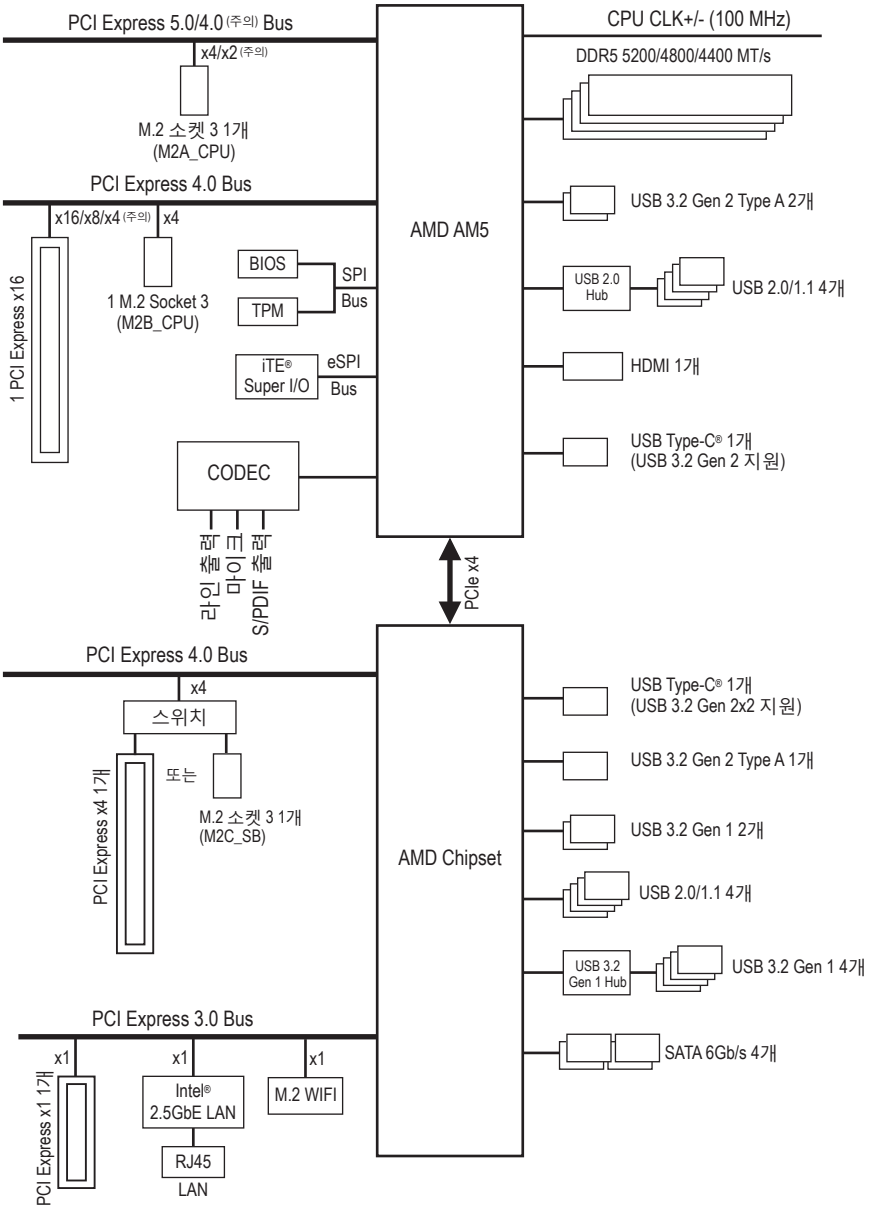 PCI Express 5.0/4.0 (주의) Bus
x4/x2 (주의)
M.2 소켓 3 1개
(M2A_CPU)
PCI Express 4.0 Bus
x16/x8/x4 (주의)
x4
1 PCI Express x16
1 M.2 Socket 3
(M2B_CPU)
BIOS
TPM
SPI
Bus
iTE®
Super I/O
eSPI
Bus
CODEC
라인 출력
마이크
S/PDIF 출력
AMD AM5
CPU CLK+/- (100 MHz)
DDR5 5200/4800/4400 MT/s
USB 3.2 Gen 2 Type A 2개
USB 2.0
Hub
USB 2.0/1.1 4개
HDMI 1개
USB Type-C® 1개
(USB 3.2 Gen 2 지원)
PCIe x4
PCI Express 4.0 Bus
x4
스위치
PCI Express x4 1개
또는
M.2 소켓 3 1개
(M2C_SB)
AMD Chipset
USB Type-C® 1개
(USB 3.2 Gen 2x2 지원)
USB 3.2 Gen 2 Type A 1개
USB 3.2 Gen 1 2개
USB 2.0/1.1 4개
USB 3.2
Gen 1 Hub
USB 3.2 Gen 1 4개
SATA 6Gb/s 4개
PCI Express 3.0 Bus
x1
x1
x1
PCI Express x1 1개
Intel®
2.5GbE LAN
M.2 WIFI
RJ45
LAN